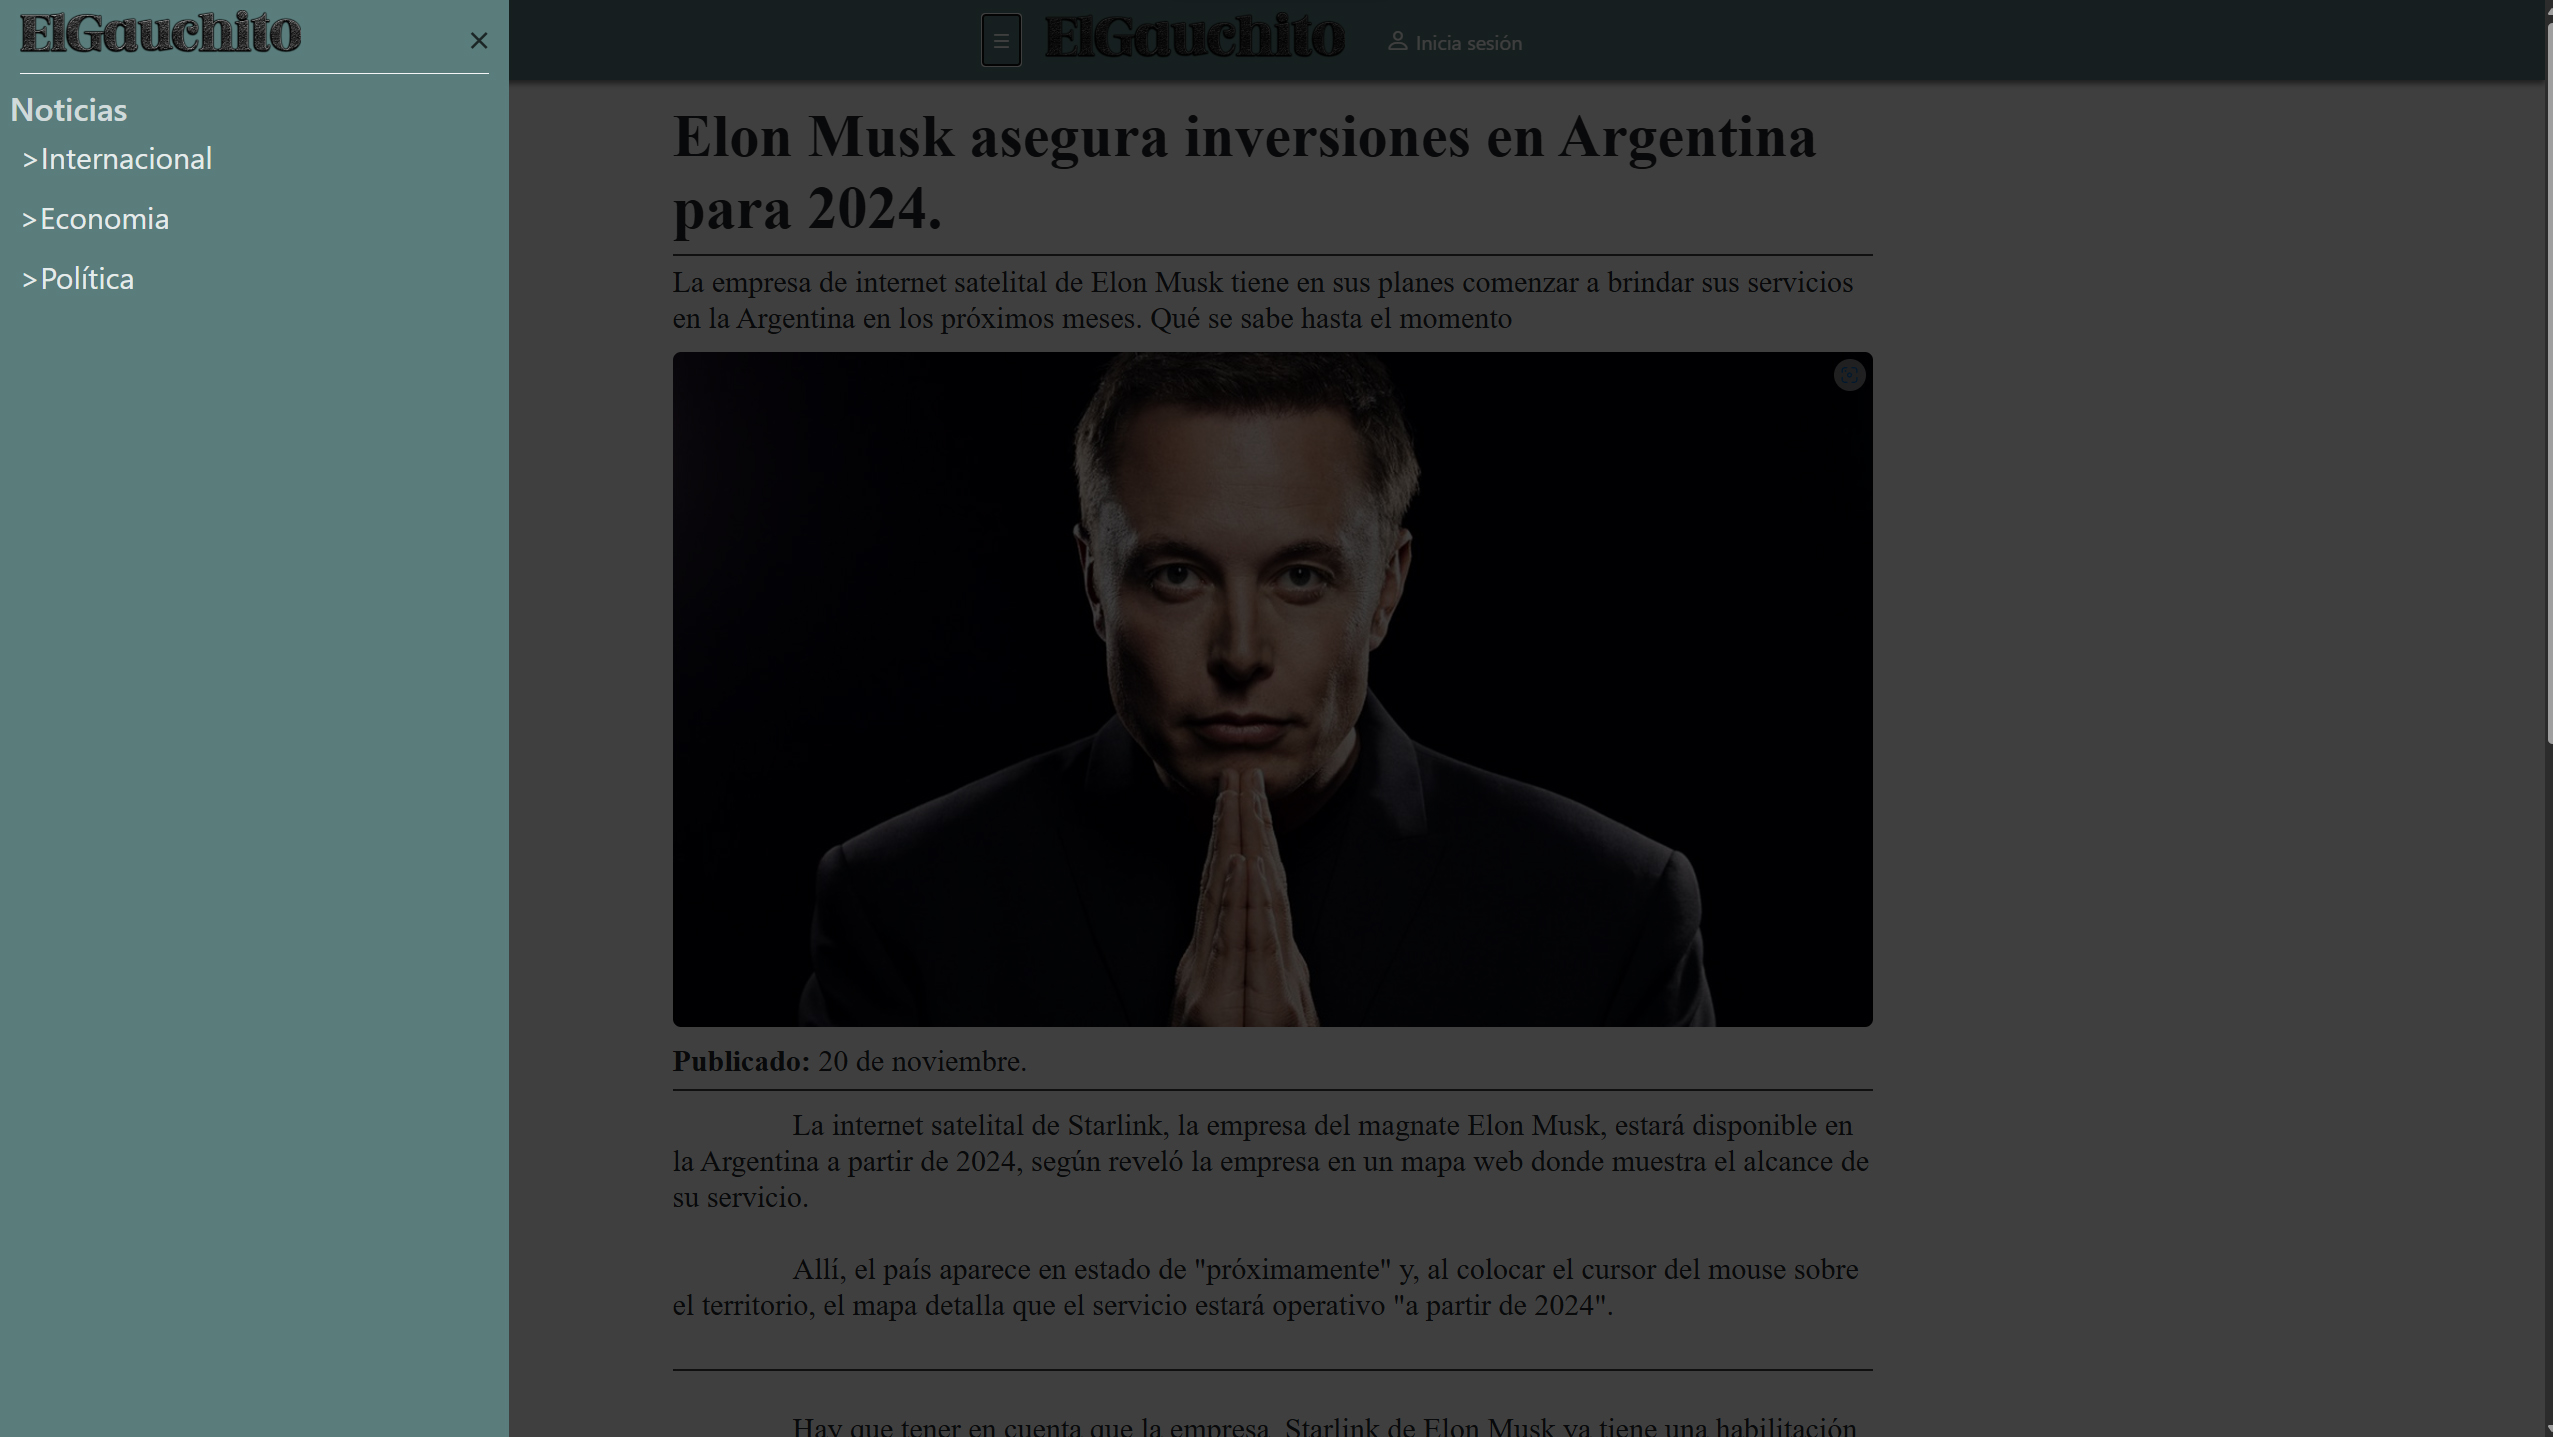 ElGauchito
Noticias
>Internacional
>Economia
>Política
ElGauchito
Inicia sesión
Elon Musk asegura inversiones en Argentina
para 2024.
La empresa de internet satelital de Elon Musk tiene en sus planes comenzar a brindar sus servicios
en la Argentina en los próximos meses. Qué se sabe hasta el momento
Publicado: 20 de noviembre.
La internet satelital de Starlink, la empresa del magnate Elon Musk, estará disponible en
la Argentina a partir de 2024, según reveló la empresa en un mapa web donde muestra el alcance de
su servicio.
Allí, el país aparece en estado de "próximamente" y, al colocar el cursor del mouse sobre
el territorio, el mapa detalla que el servicio estará operativo "a partir de 2024".
Hay que tener en cuenta que la empresa, Starlink de Elon Musk ya tiene una habilitación